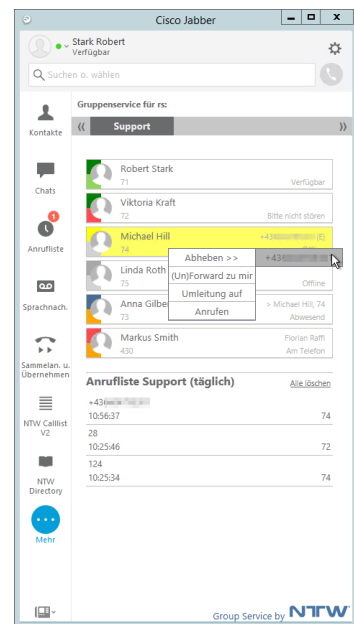 Cisco Jabber
Stark Robert
Verfügbar
Suchen o. wählen
Kontakte
Chats
1
Anrufliste
Sprachnach.
Sammelan. u.
Übernehmen
NTW Calllist
V2
NTW
Directory
Mehr
Gruppenservice für rs:
Support
Robert Stark
71 Verfügbar
Viktoria Kraft
72 Bitte nicht stören
Michael Hill +43 (E)
74
Abheben >> +43
(Un)Forward zu mir
Umleitung auf
Anrufen
Linda Roth
75 Offline
Anna Gilbe > Michael Hill, 74
73 Abwesend
Markus Smith Florian Raffl
430 Am Telefon
Anrufliste Support (täglich) Alle löschen
+43
10:56:37 74
28
10:25:46 72
124
10:25:34 74
Group Service by NTW